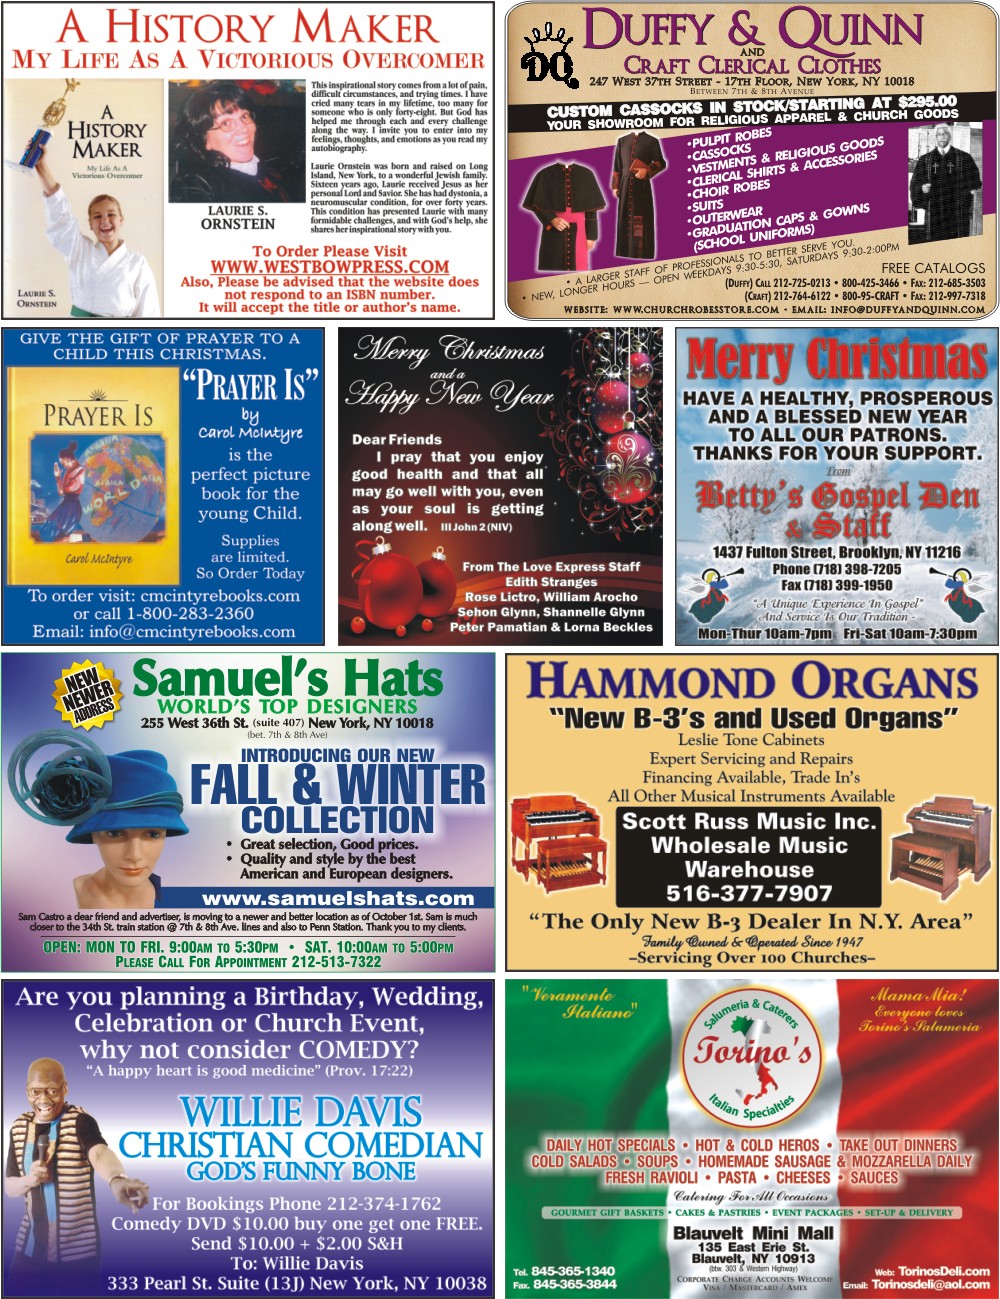 A HISTORY MAKER
MY LIFE AS A VICTORIOUS OVERCOMER
A
HISTORY
MAKER
My Life As A
Victorious Overcomer
LAURIE S.
ORNSTEIN
LAURIE S.
ORNSTEIN
This inspirational story comes from a lot of pain,
difficult circumstances, and trying times. I have
cried many tears in my lifetime, too many for
someone who is only forty-eight. But God has
helped me through each and every challenge
along the way. I invite you to enter into my
feelings, thoughts, and emotions as you read my
autobiography.
Laurie Ornstein was born and raised on Long
Island, New York, to a wonderful Jewish family.
Sixteen years ago, Laurie received Jesus as her
personal Lord and Savior. She has had dystonia, a
neuromuscular condition, for over forty years.
This condition has presented Laurie with many
formidable challenges, and with God's help, she
shares her inspirational story with you.
To Order Please Visit
WWW.WESTBOWPRESS.COM
Also, Please be advised that the website does
not respond to an ISBN number.
It will accept the title or author's name.
DQ
DUFFY & QUINN
AND
CRAFT CLERICAL CLOTHES
247 WEST 37TH STREET - 17TH FLOOR, NEW YORK, NY 10018
BETWEEN 7TH & 8TH AVENUE
CUSTOM CASSOCKS IN STOCK/STARTING AT $295.00
YOUR SHOWROOM FOR RELIGIOUS APPAREL & CHURCH GOODS
•PULPIT ROBES
•CASSOCKS
•VESTMENTS & RELIGIOUS GOODS
•CLERICAL SHIRTS & ACCESSORIES
•CHOIR ROBES
•SUITS
•OUTERWEAR
•GRADUATION CAPS & GOWNS
(SCHOOL UNIFORMS)
• A LARGER STAFF OF PROFESSIONALS TO BETTER SERVE YOU.
• NEW, LONGER HOURS — OPEN WEEKDAYS 9:30-5:30, SATURDAYS 9:30-2:00PM
FREE CATALOGS
(DUFFY) CALL 212-725-0213 • 800-425-3466 • FAX: 212-685-3503
(CRAFT) 212-764-6122 • 800-95-CRAFT • FAX: 212-997-7318
WEBSITE: WWW.CHURCHROBESSTORE.COM • EMAIL: INFO@DUFFYANDQUINN.COM
GIVE THE GIFT OF PRAYER TO A
CHILD THIS CHRISTMAS.
PRAYER IS
AFRICA
WORLD
ASIA
Carol McIntyre
"PRAYER IS"
by
Carol McIntyre
is the
perfect picture
book for the
young Child.
Supplies
are limited.
So Order Today
To order visit: cmcintyrebooks.com
or call 1-800-283-2360
Email: info@cmcintyrebooks.com
Merry Christmas
and a
Happy New Year
Dear Friends
I pray that you enjoy
good health and that all
may go well with you, even
as your soul is getting
along well. III John 2 (NIV)
From The Love Express Staff
Edith Stranges
Rose Lictro, William Arocho
Sehon Glynn, Shannelle Glynn
Peter Pamatian & Lorna Beckles
Merry Christmas
HAVE A HEALTHY, PROSPEROUS
AND A BLESSED NEW YEAR
TO ALL OUR PATRONS.
THANKS FOR YOUR SUPPORT.
From
Betty's Gospel Den
& Staff
1437 Fulton Street, Brooklyn, NY 11216
Phone (718) 398-7205
Fax (718) 399-1950
"A Unique Experience In Gospel"
And Service Is Our Tradition -
Mon-Thur 10am-7pm Fri-Sat 10am-7:30pm
NEW
NEWER
ADDRESS
Samuel's Hats
WORLD'S TOP DESIGNERS
255 West 36th St. (suite 407) New York, NY 10018
(bet. 7th & 8th Ave)
INTRODUCING OUR NEW
FALL & WINTER
COLLECTION
• Great selection, Good prices.
• Quality and style by the best
American and European designers.
www.samuelshats.com
Sam Castro a dear friend and advertiser, is moving to a newer and better location as of October 1st. Sam is much
closer to the 34th St. train station @ 7th & 8th Ave. lines and also to Penn Station. Thank you to my clients.
OPEN: MON TO FRI. 9:00AM TO 5:30PM • SAT. 10:00AM TO 5:00PM
PLEASE CALL FOR APPOINTMENT 212-513-7322
HAMMOND ORGANS
"New B-3's and Used Organs"
Leslie Tone Cabinets
Expert Servicing and Repairs
Financing Available, Trade In's
All Other Musical Instruments Available
Scott Russ Music Inc.
Wholesale Music
Warehouse
516-377-7907
"The Only New B-3 Dealer In N.Y. Area"
Family Owned & Operated Since 1947
–Servicing Over 100 Churches–
Are you planning a Birthday, Wedding,
Celebration or Church Event,
why not consider COMEDY?
"A happy heart is good medicine" (Prov. 17:22)
WILLIE DAVIS
CHRISTIAN COMEDIAN
GOD'S FUNNY BONE
For Bookings Phone 212-374-1762
Comedy DVD $10.00 buy one get one FREE.
Send $10.00 + $2.00 S&H
To: Willie Davis
333 Pearl St. Suite (13J) New York, NY 10038
"Veramente
Italiano"
Salumeria & Caterers
Torino's
Italian Specialties
Mama Mia!
Everyone loves
Torino's Salumeria
DAILY HOT SPECIALS • HOT & COLD HEROS • TAKE OUT DINNERS
COLD SALADS • SOUPS • HOMEMADE SAUSAGE & MOZZARELLA DAILY
FRESH RAVIOLI • PASTA • CHEESES • SAUCES
Catering For All Occasions
GOURMET GIFT BASKETS • CAKES & PASTRIES • EVENT PACKAGES • SET-UP & DELIVERY
Blauvelt Mini Mall
135 East Erie St.
Blauvelt, NY 10913
(btw. 303 & Western Highway)
CORPORATE CHARGE ACCOUNTS WELCOME
VISA / MASTERCARD / AMEX
Tel. 845-365-1340
Fax. 845-365-3844
Web: TorinosDeli.com
Email: Torinosdeli@aol.com